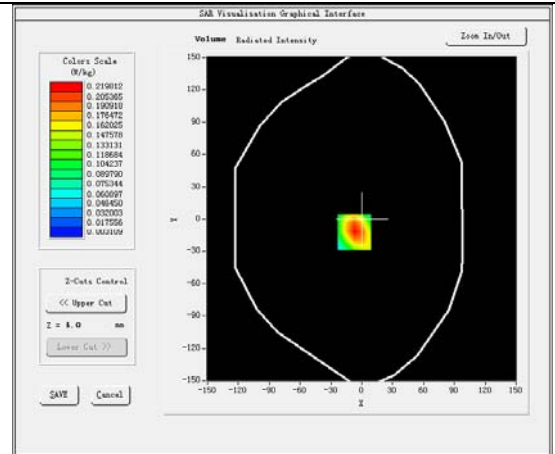 SAR Visualisation Graphical Interface
Volume Radiated Intensity
Zoom In/Out
Colors Scale
(W/kg)
0.219812
0.205365
0.190918
0.176472
0.162025
0.147578
0.133131
0.118684
0.104237
0.089790
0.075344
0.060897
0.046450
0.032003
0.017556
0.003109
Z-Cuts Control
<< Upper Cut
Z = 4.0 mm
Lower Cut >>
SAVE Cancel
150
120
90
60
30
0
-30
-60
-90
-120
-150
Y
-150 -120 -90 -60 -30 0 30 60 90 120 150
X